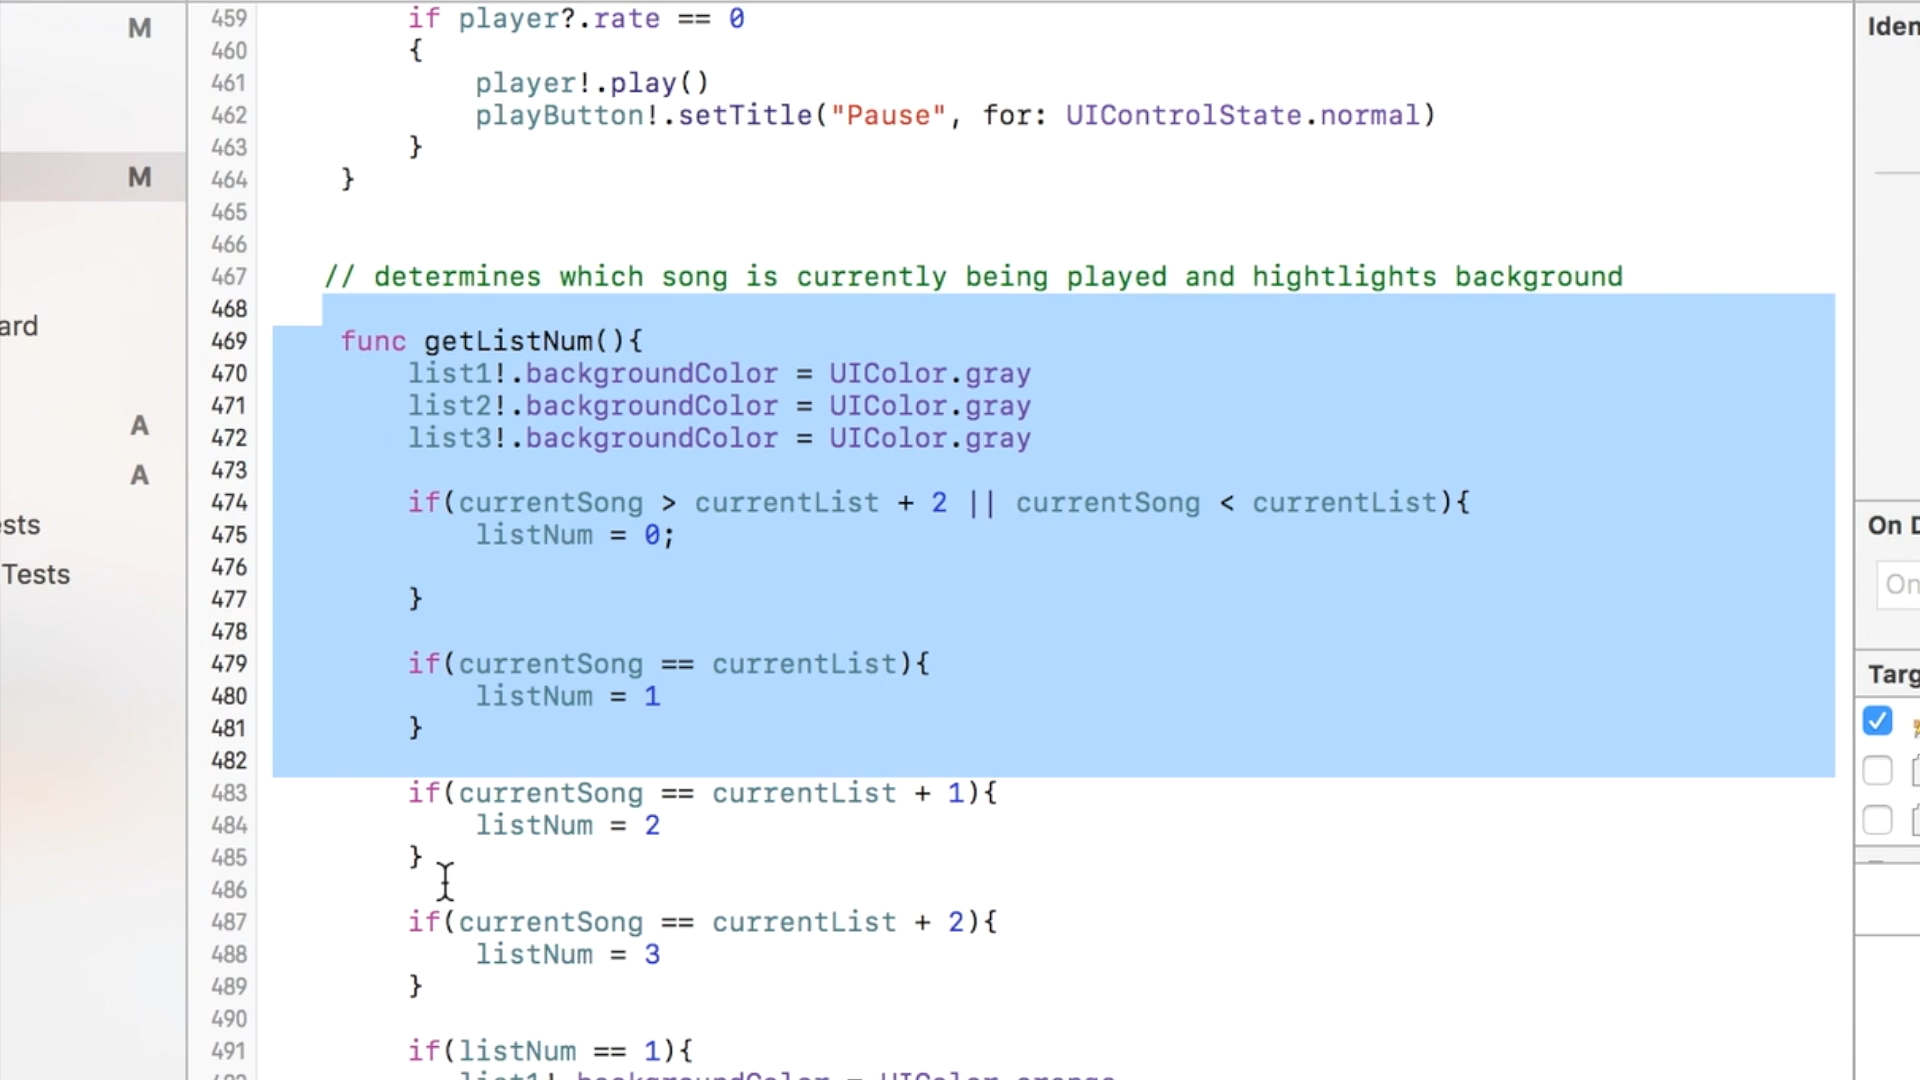 M
M
ard
A
A
sts
Tests
459 if player?.rate == 0
460 {
461 player!.play()
462 playButton!.setTitle("Pause", for: UIControlState.normal)
463 }
464 }
465
466
467 // determines which song is currently being played and hightlights background
468
469 func getListNum(){
470 list1!.backgroundColor = UIColor.gray
471 list2!.backgroundColor = UIColor.gray
472 list3!.backgroundColor = UIColor.gray
473
474 if(currentSong > currentList + 2 || currentSong < currentList){
475 listNum = 0;
476
477 }
478
479 if(currentSong == currentList){
480 listNum = 1
481 }
482
483 if(currentSong == currentList + 1){
484 listNum = 2
485 }
486
487 if(currentSong == currentList + 2){
488 listNum = 3
489 }
490
491 if(listNum == 1){
list1!.backgroundColor = UIColor.orange
Iden
On D
On
Targ